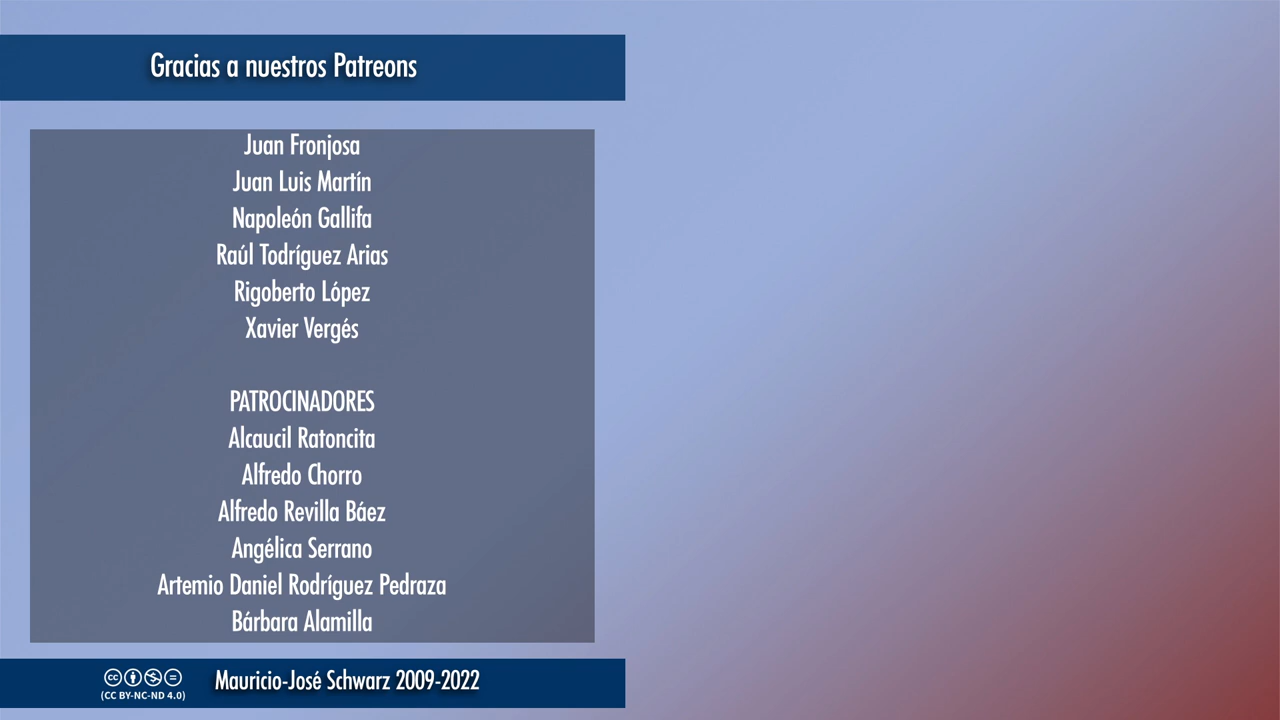 Gracias a nuestros Patreons
Juan Fronjosa
Juan Luis Martín
Napoleón Gallifa
Raúl Todríguez Arias
Rigoberto López
Xavier Vergés
PATROCINADORES
Alcaucil Ratoncita
Alfredo Chorro
Alfredo Revilla Báez
Angélica Serrano
Artemio Daniel Rodríguez Pedraza
Bárbara Alamilla
Mauricio-José Schwarz 2009-2022
(CC BY-NC-ND 4.0)